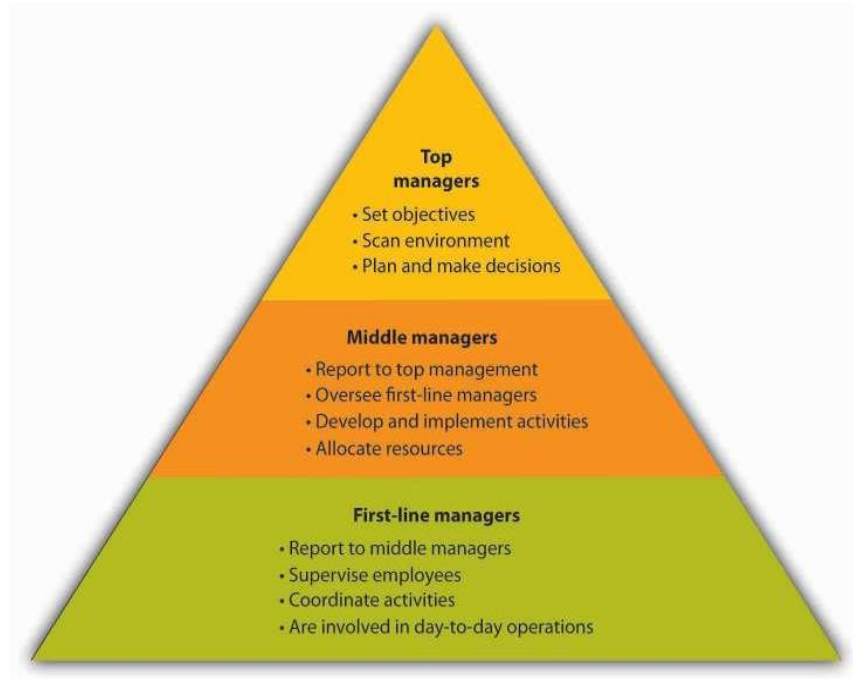 Top
managers
• Set objectives
• Scan environment
• Plan and make decisions
Middle managers
• Report to top management
• Oversee first-line managers
• Develop and implement activities
• Allocate resources
First-line managers
• Report to middle managers
• Supervise employees
• Coordinate activities
• Are involved in day-to-day operations